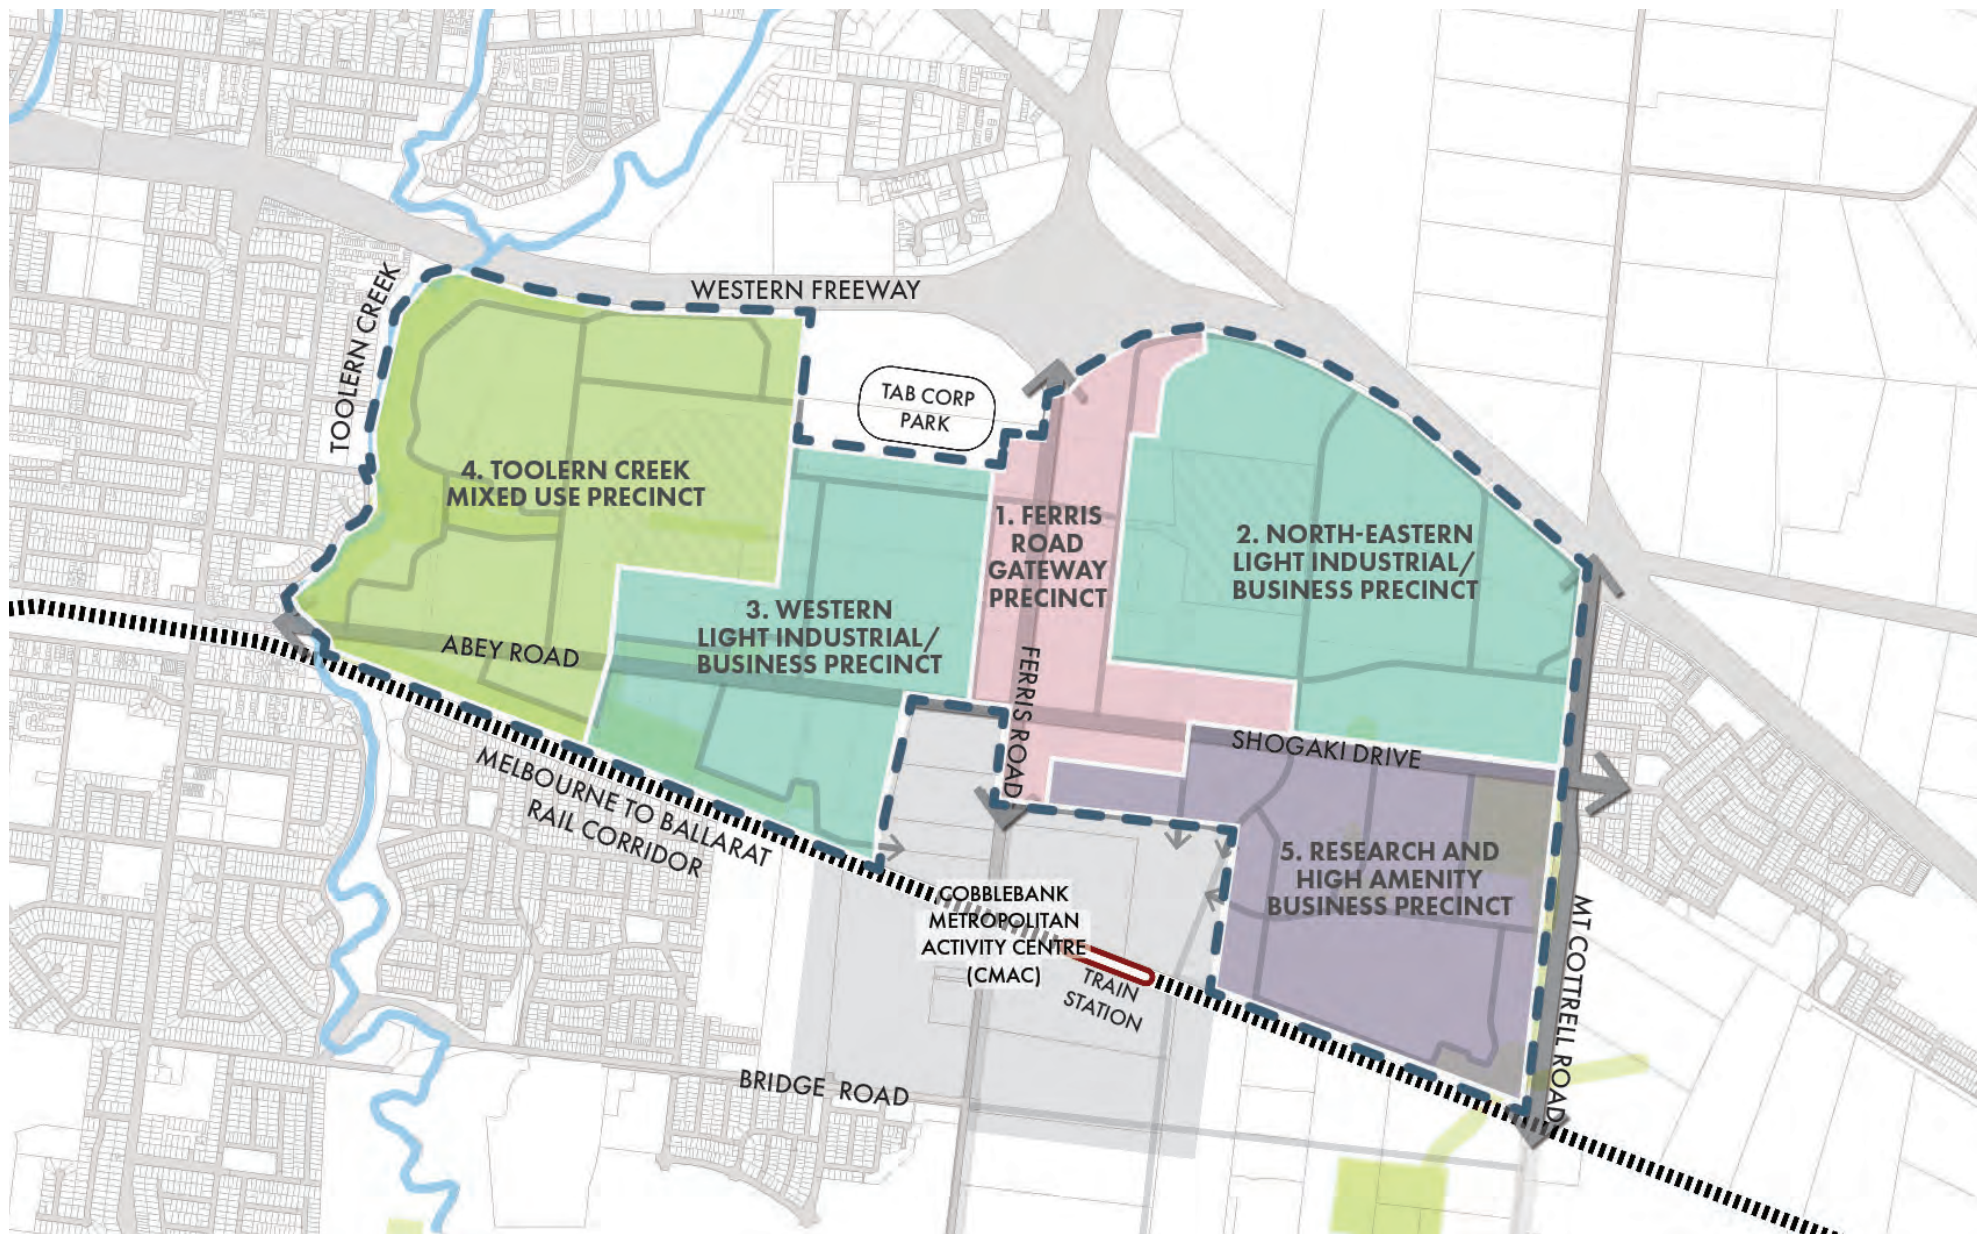 WESTERN FREEWAY
TOOLERN CREEK
TAB CORP
PARK
4. TOOLERN CREEK
MIXED USE PRECINCT
1. FERRIS
ROAD
GATEWAY
PRECINCT
2. NORTH-EASTERN
LIGHT INDUSTRIAL/
BUSINESS PRECINCT
3. WESTERN
LIGHT INDUSTRIAL/
BUSINESS PRECINCT
ABEY ROAD
FERRIS ROAD
SHOGAKI DRIVE
MELBOURNE TO BALLARAT
RAIL CORRIDOR
5. RESEARCH AND
HIGH AMENITY
BUSINESS PRECINCT
COBBLEBANK
METROPOLITAN
ACTIVITY CENTRE
(CMAC)
TRAIN
STATION
MT COTTRELL ROAD
BRIDGE ROAD